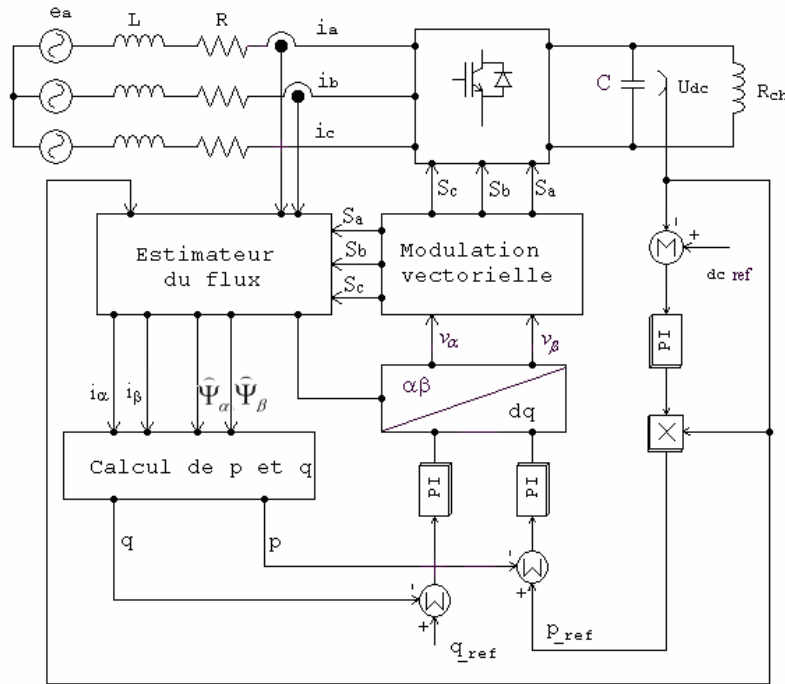 ea
L
R
ia
ib
ic
C
Udc
Rch
Sc
Sb
Sa
Estimateur
du flux
Sa
Sb
Sc
Modulation
vectorielle
-
+
dc ref
PI
vα
vβ
αβ
dq
iα
iβ
Ψ̂α
Ψ̂β
Calcul de p et q
PI
PI
X
q
p
-
+
-
+
q_ref
p_ref